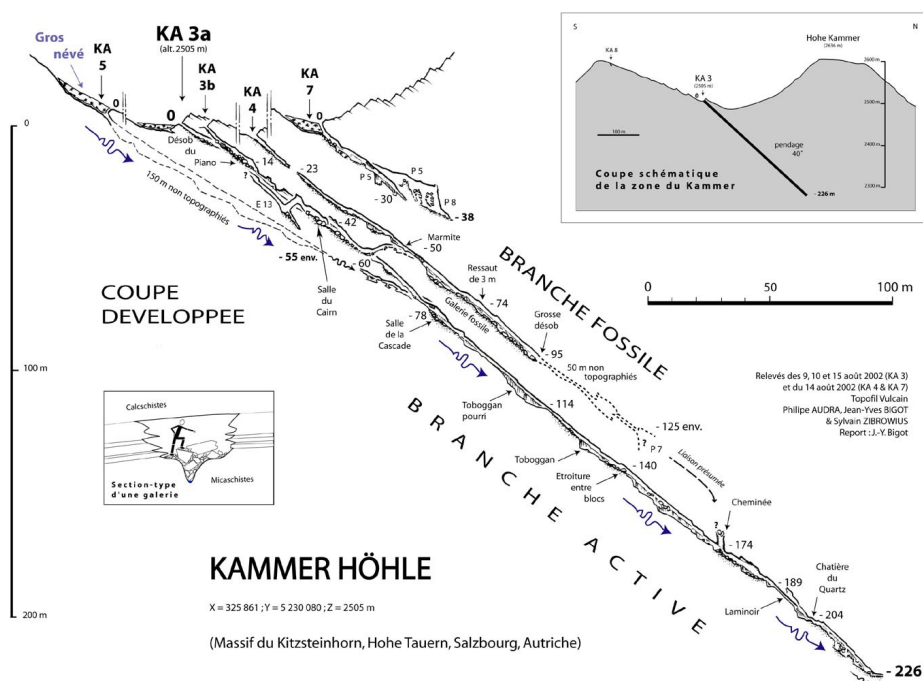 Gros
névé
KA
5
KA 3a
(alt. 2505 m)
KA
3b
KA
4
KA
7
0
0
0
0
Désob
du
Piano
- 14
- 23
?
E 13
P 5
P 5
- 30
P 8
- 38
150 m non topographiés
- 42
- 55 env.
- 60
Marmite
- 50
Salle
du
Cairn
Ressaut
de 3 m
- 74
Galerie fossile
Grosse
désob
- 95
- 78
Salle
de la
Cascade
50 m non
topographiés
- 125 env.
?
P 7
Toboggan
pourri
- 114
Toboggan
- 140
Etroiture
entre
blocs
Liaison présumée
Cheminée
?
- 174
- 189
Laminoir
Chatière
du
Quartz
- 204
- 226
100 m
200 m
COUPE
DEVELOPPEE
BRANCHE FOSSILE
BRANCHE ACTIVE
S
N
KA 8
KA 3
(2505 m)
Hohe Kammer
(2636 m)
2600 m
2500 m
2400 m
2300 m
100 m
pendage
40°
- 226 m
Coupe schématique
de la zone du Kammer
0
50
100 m
Relevés des 9, 10 et 15 août 2002 (KA 3)
et du 14 août 2002 (KA 4 & KA 7)
Topofil Vulcain
Philipe AUDRA, Jean-Yves BIGOT
& Sylvain ZIBROWIUS
Report : J.-Y. Bigot
Calcschistes
Micaschistes
Section-type
d'une galerie
KAMMER HÖHLE
X = 325 861 ; Y = 5 230 080 ; Z = 2505 m
(Massif du Kitzsteinhorn, Hohe Tauern, Salzbourg, Autriche)